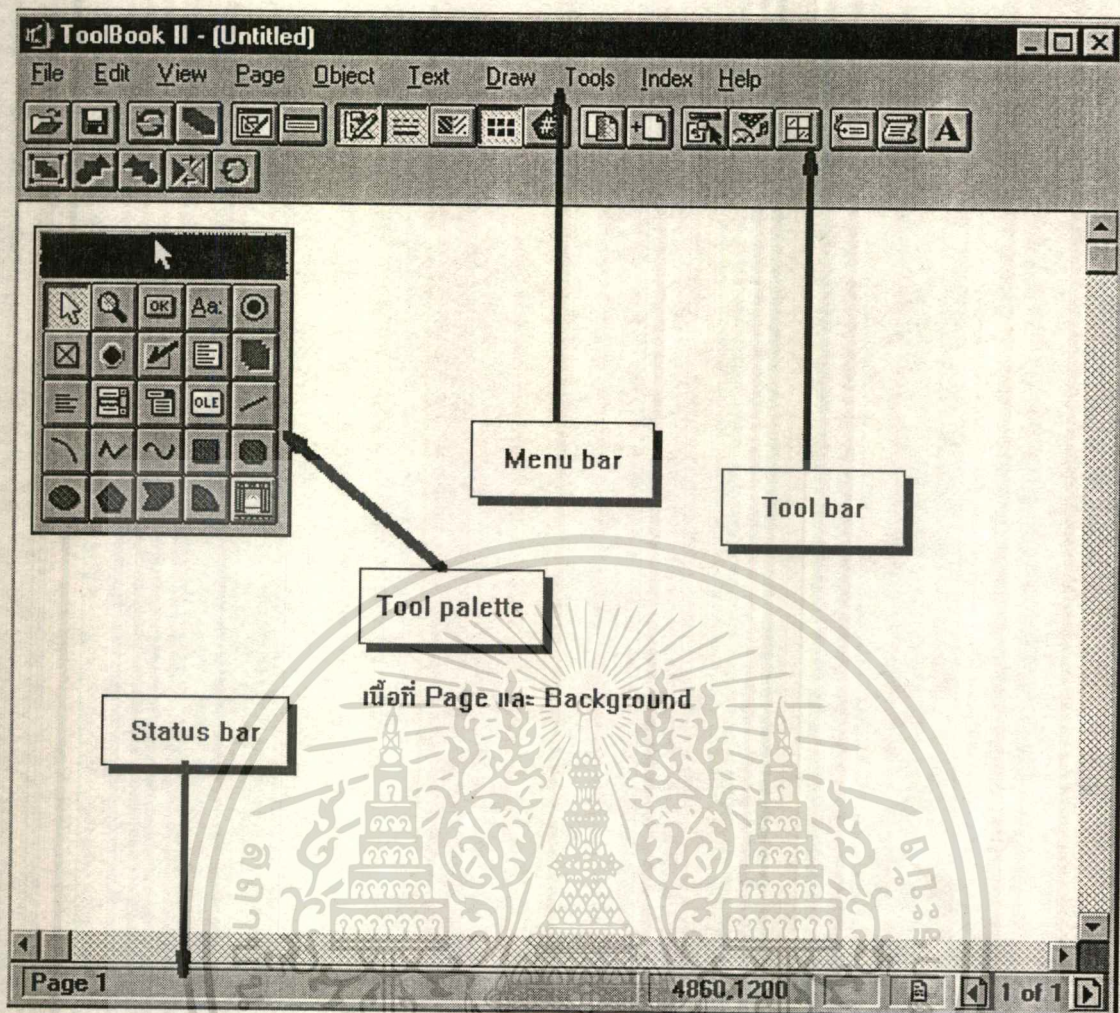 ToolBook II - (Untitled)
File Edit View Page Object Text Draw Tools Index Help
A
OK Aa:
OLE
Menu bar
Tool bar
Tool palette
เนื้อที่ Page และ Background
Status bar
Page 1 4860,1200 1 of 1